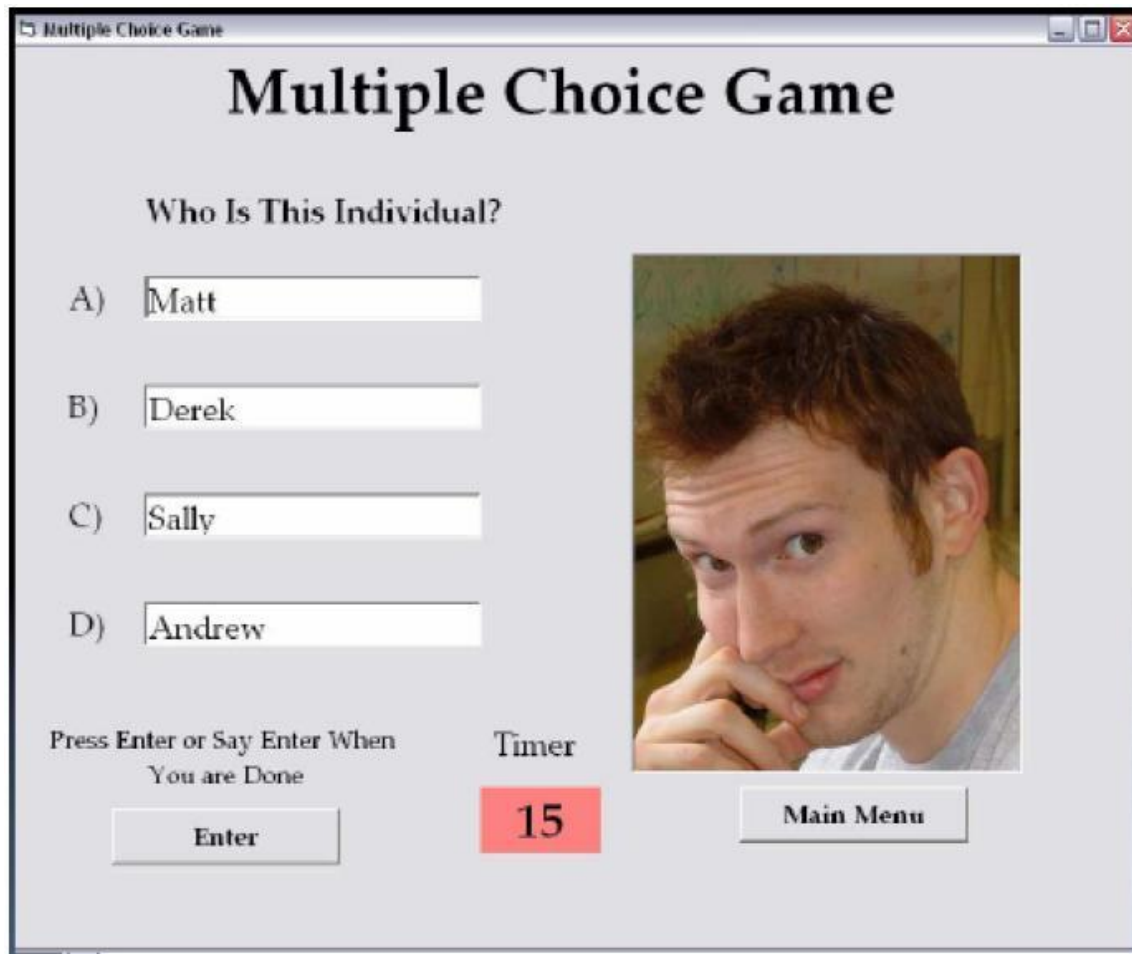 Multiple Choice Game
Multiple Choice Game
Who Is This Individual?
A) Matt
B) Derek
C) Sally
D) Andrew
Press Enter or Say Enter When
You are Done
Enter
Timer
15
Main Menu